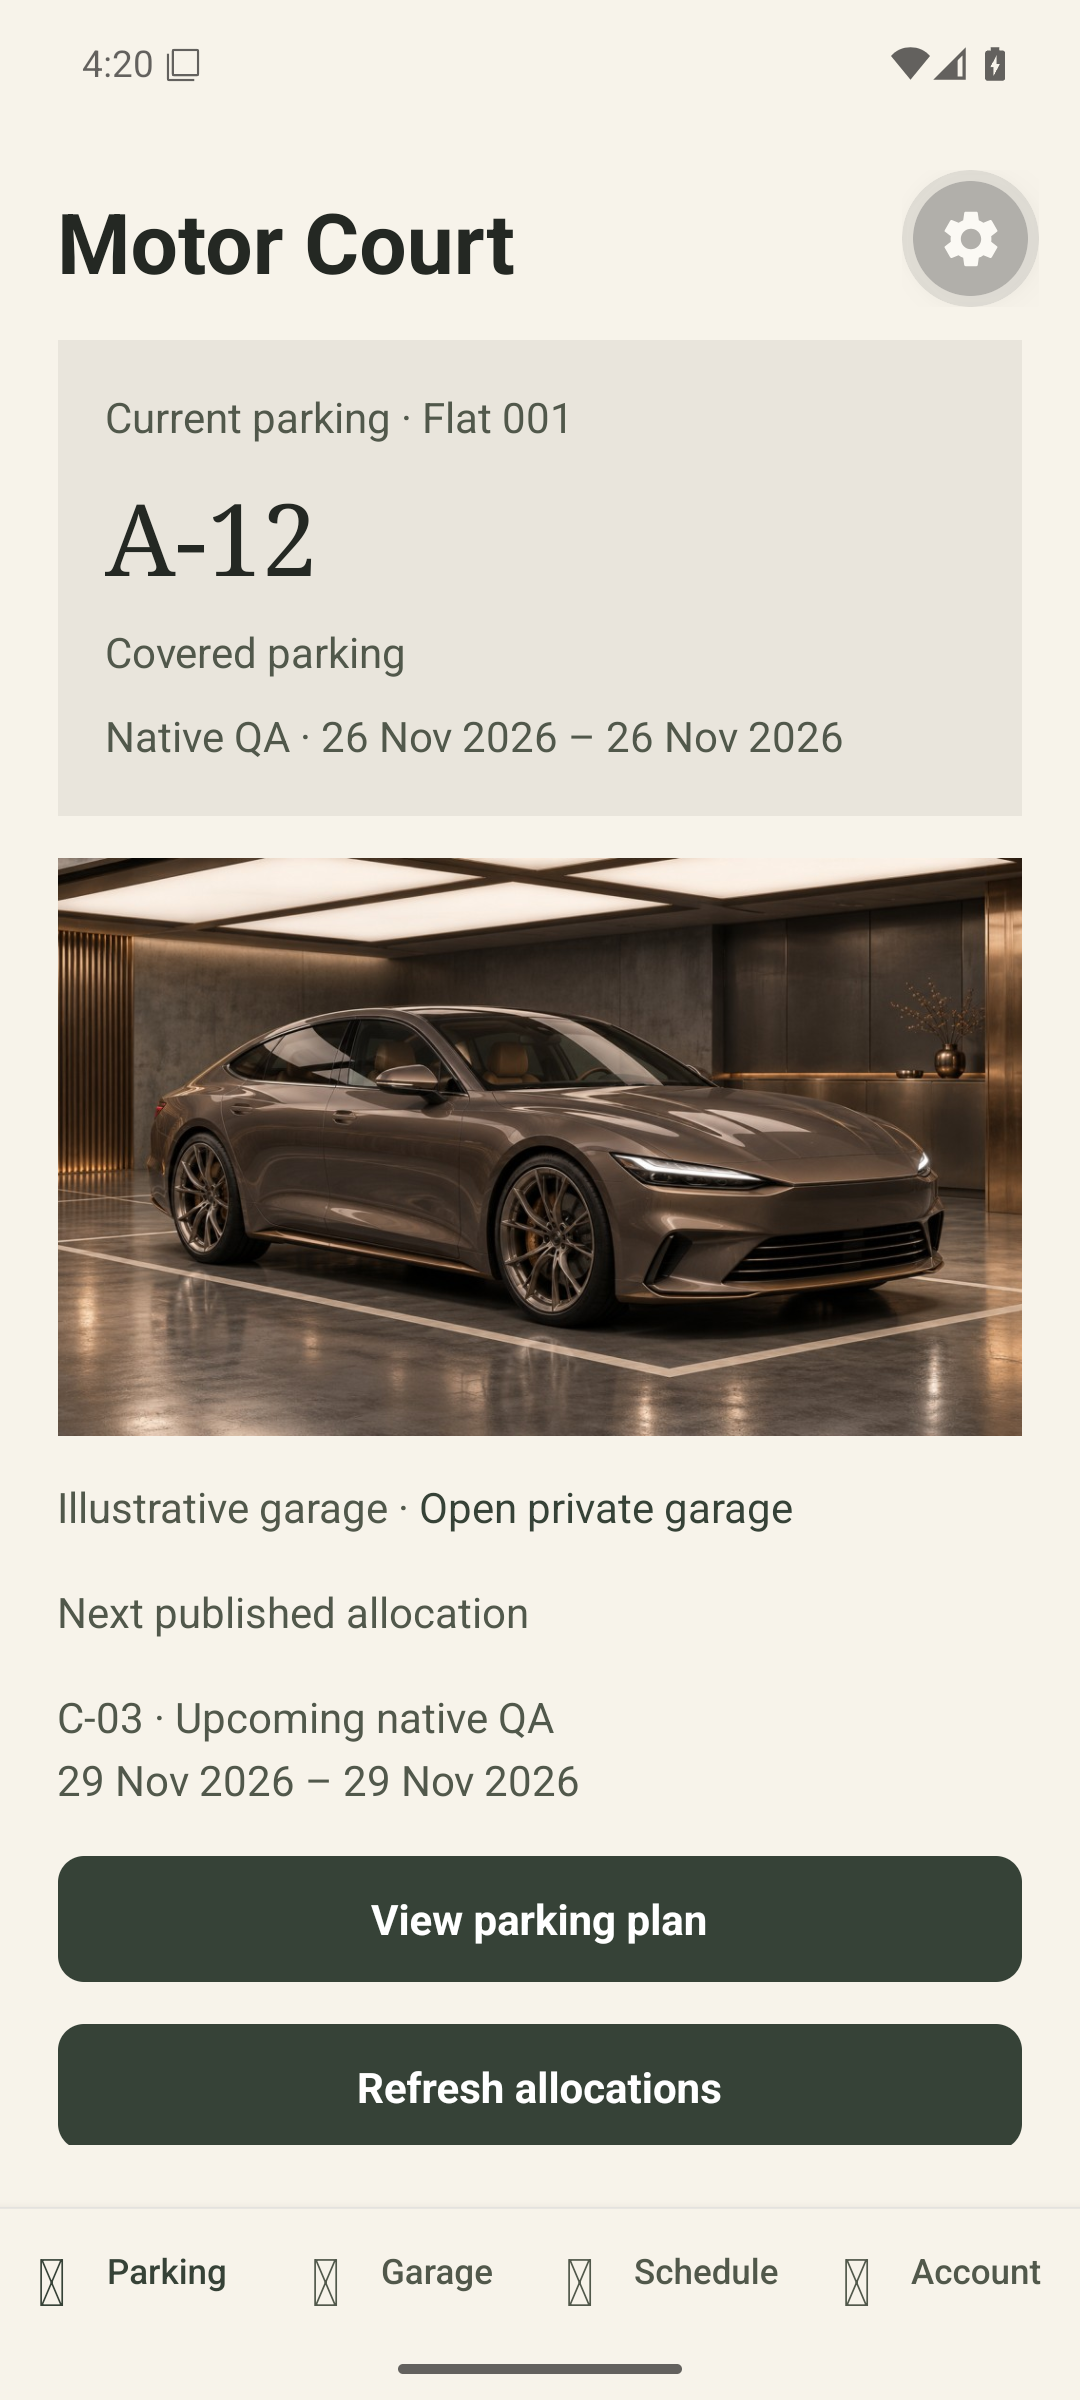 4:20
Motor Court
Current parking · Flat 001
A-12
Covered parking
Native QA · 26 Nov 2026 – 26 Nov 2026
Illustrative garage · Open private garage
Next published allocation
C-03 · Upcoming native QA
29 Nov 2026 – 29 Nov 2026
View parking plan
Refresh allocations
Parking Garage Schedule Account